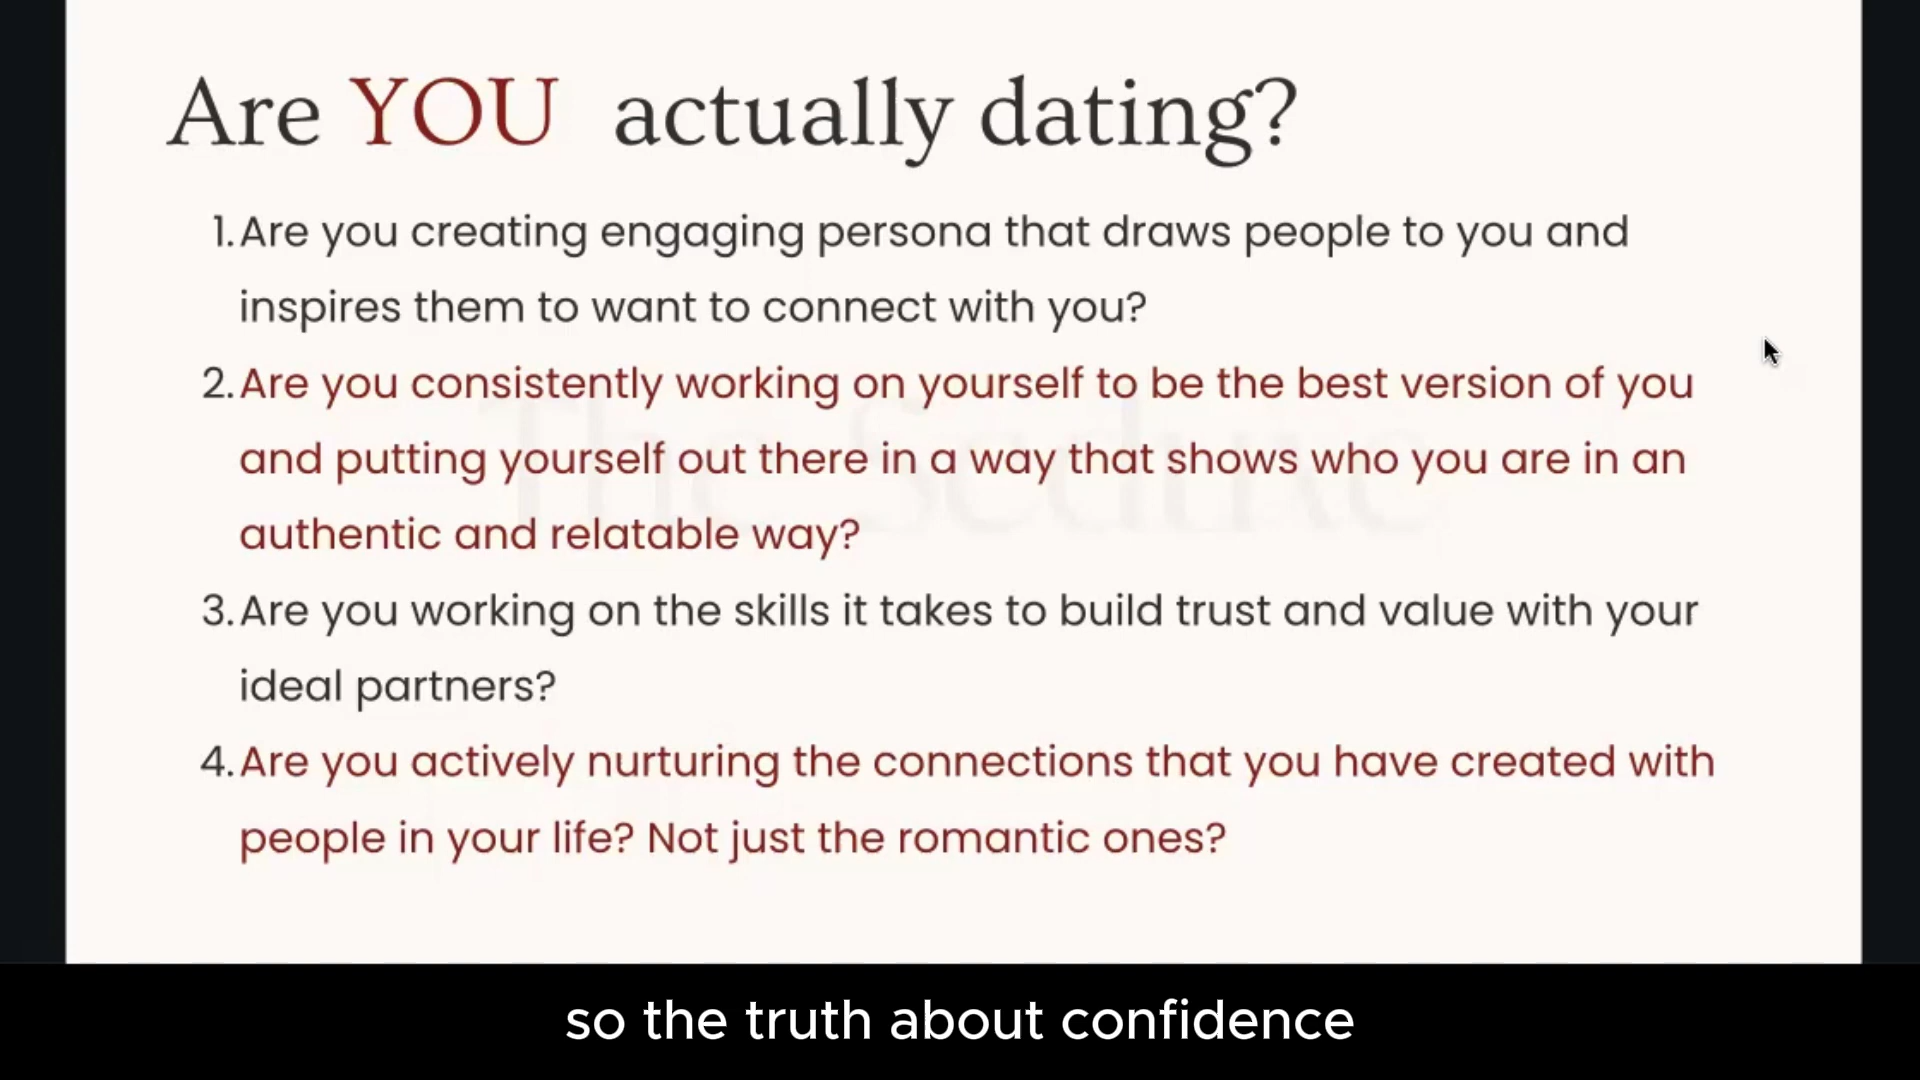 Are YOU actually dating?
1. Are you creating engaging persona that draws people to you and
inspires them to want to connect with you?
2. Are you consistently working on yourself to be the best version of you
and putting yourself out there in a way that shows who you are in an
authentic and relatable way?
3. Are you working on the skills it takes to build trust and value with your
ideal partners?
4. Are you actively nurturing the connections that you have created with
people in your life? Not just the romantic ones?
so the truth about confidence